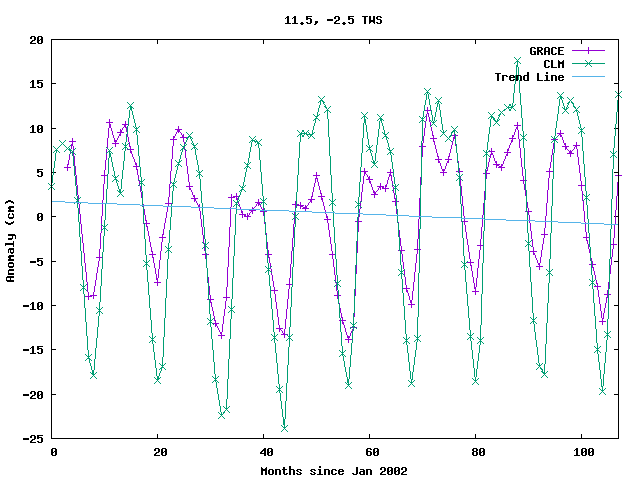 11.5, -2.5 TWS
GRACE
CLM
Trend Line
20
15
10
5
0
-5
-10
-15
-20
-25
Anomaly (cm)
0 20 40 60 80 100
Months since Jan 2002